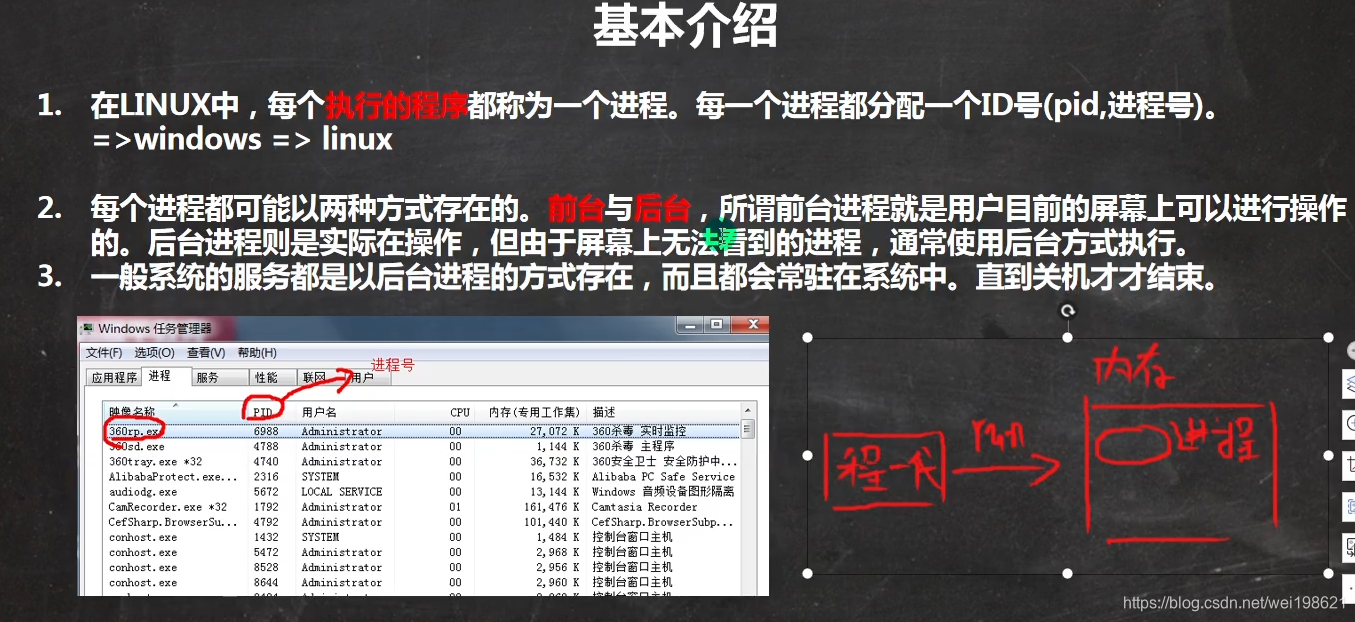 基本介绍
1. 在LINUX中，每个执行的程序都称为一个进程。每一个进程都分配一个ID号(pid,进程号)。
=>windows => linux
2. 每个进程都可能以两种方式存在的。前台与后台，所谓前台进程就是用户目前的屏幕上可以进行操作
的。后台进程则是实际在操作，但由于屏幕上无法看到的进程，通常使用后台方式执行。
3. 一般系统的服务都是以后台进程的方式存在，而且都会常驻在系统中。直到关机才才结束。
Windows 任务管理器
文件(F) 选项(O) 查看(V) 帮助(H)
进程号
应用程序 进程 服务 性能 联网 用户
映像名称 PID 用户名 CPU 内存(专用工作集) 描述
360rp.ex 6988 Administrator 00 27,072 K 360杀毒 实时监控
360sd.exe 4788 Administrator 00 1,144 K 360杀毒 主程序
360tray.exe *32 4740 Administrator 00 36,732 K 360安全卫士 安全防护中...
AlibabaProtect.exe... 2316 SYSTEM 00 16,532 K Alibaba PC Safe Service
audiodg.exe 5672 LOCAL SERVICE 00 13,144 K Windows 音频设备图形隔离
CamRecorder.exe *32 1792 Administrator 01 161,476 K Camtasia Recorder
CefSharp.BrowserSu... 4792 Administrator 00 101,440 K CefSharp.BrowserSubp...
conhost.exe 1432 SYSTEM 00 1,484 K 控制台窗口主机
conhost.exe 5472 Administrator 00 2,968 K 控制台窗口主机
conhost.exe 8528 Administrator 00 2,956 K 控制台窗口主机
conhost.exe 8644 Administrator 00 2,960 K 控制台窗口主机
内存
run
进程
https://blog.csdn.net/wei198621